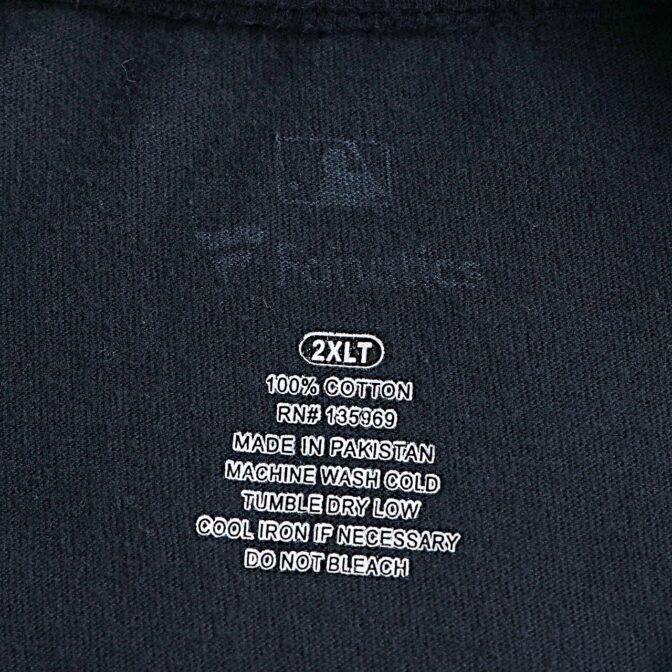 Fanatics
2XLT
100% COTTON
RN# 135969
MADE IN PAKISTAN
MACHINE WASH COLD
TUMBLE DRY LOW
COOL IRON IF NECESSARY
DO NOT BLEACH